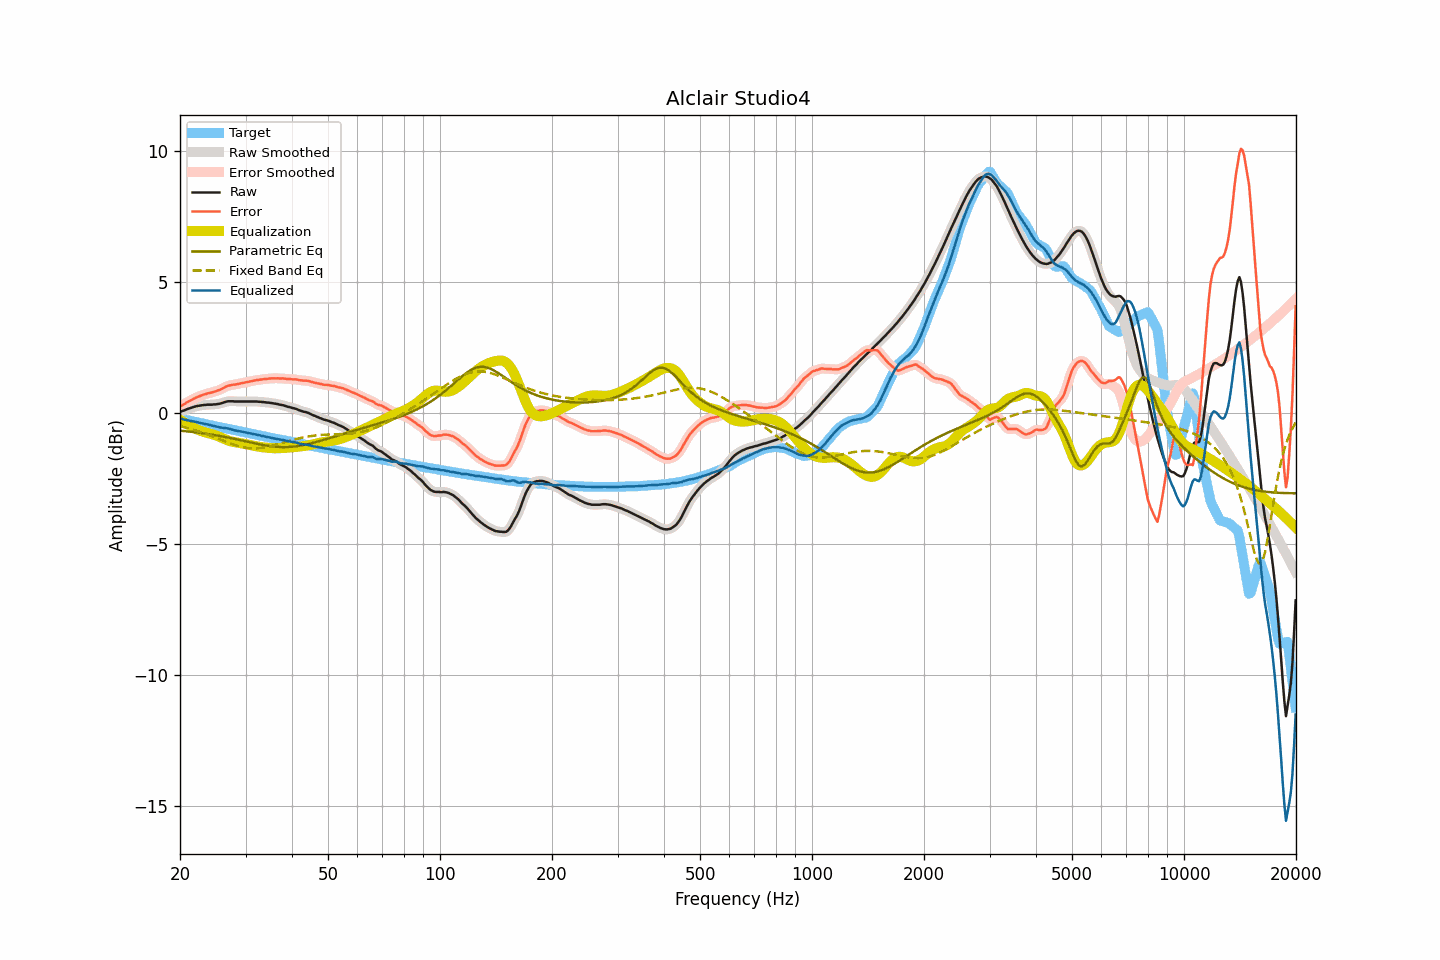 Alclair Studio4
Target
Raw Smoothed
Error Smoothed
Raw
Error
Equalization
Parametric Eq
Fixed Band Eq
Equalized
10
5
0
−5
−10
−15
Amplitude (dBr)
20
50
100
200
500
1000
2000
5000
10000
20000
Frequency (Hz)